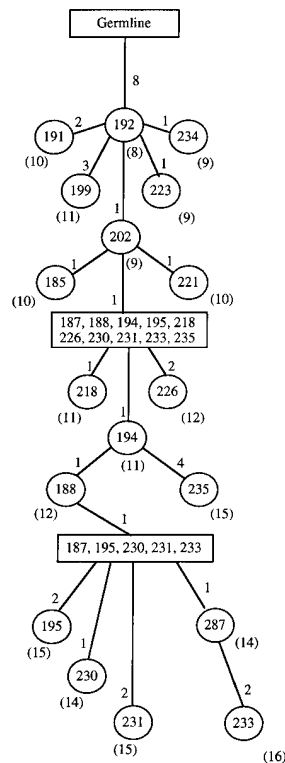 Germline
8
2 1
191 192 234
(10) (8) (9)
3 1
199 223
(11) (9)
1
202
1 (9) 1
185 221
(10) 1 (10)
187, 188, 194, 195, 218
226, 230, 231, 233, 235
1 2
218 226
(11) (12)
1
194
1 (11) 4
188 235
(12) (15)
1
187, 195, 230, 231, 233
2 1
195 287
(15) (14)
1
230
(14)
2 2
231 233
(15) (16)